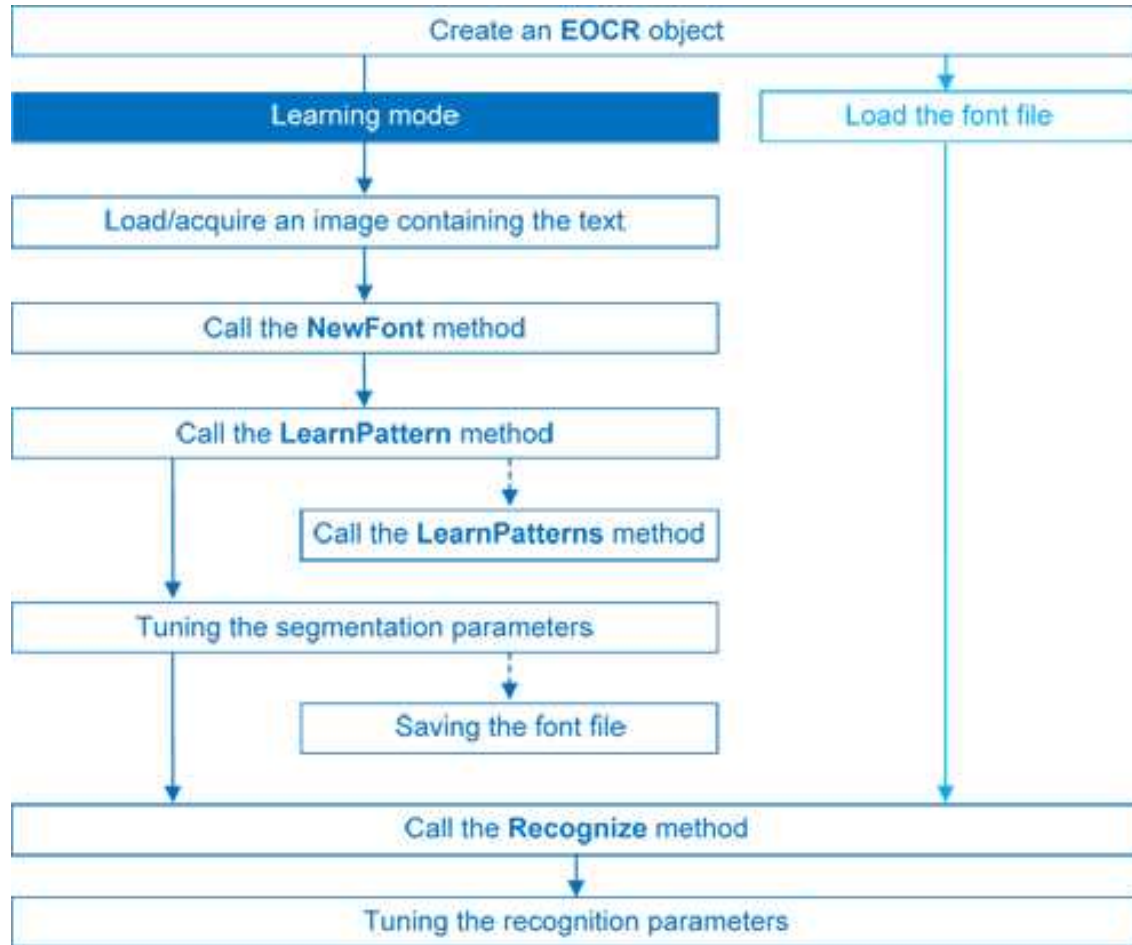 Create an EOCR object
Learning mode
Load the font file
Load/acquire an image containing the text
Call the NewFont method
Call the LearnPattern method
Call the LearnPatterns method
Tuning the segmentation parameters
Saving the font file
Call the Recognize method
Tuning the recognition parameters